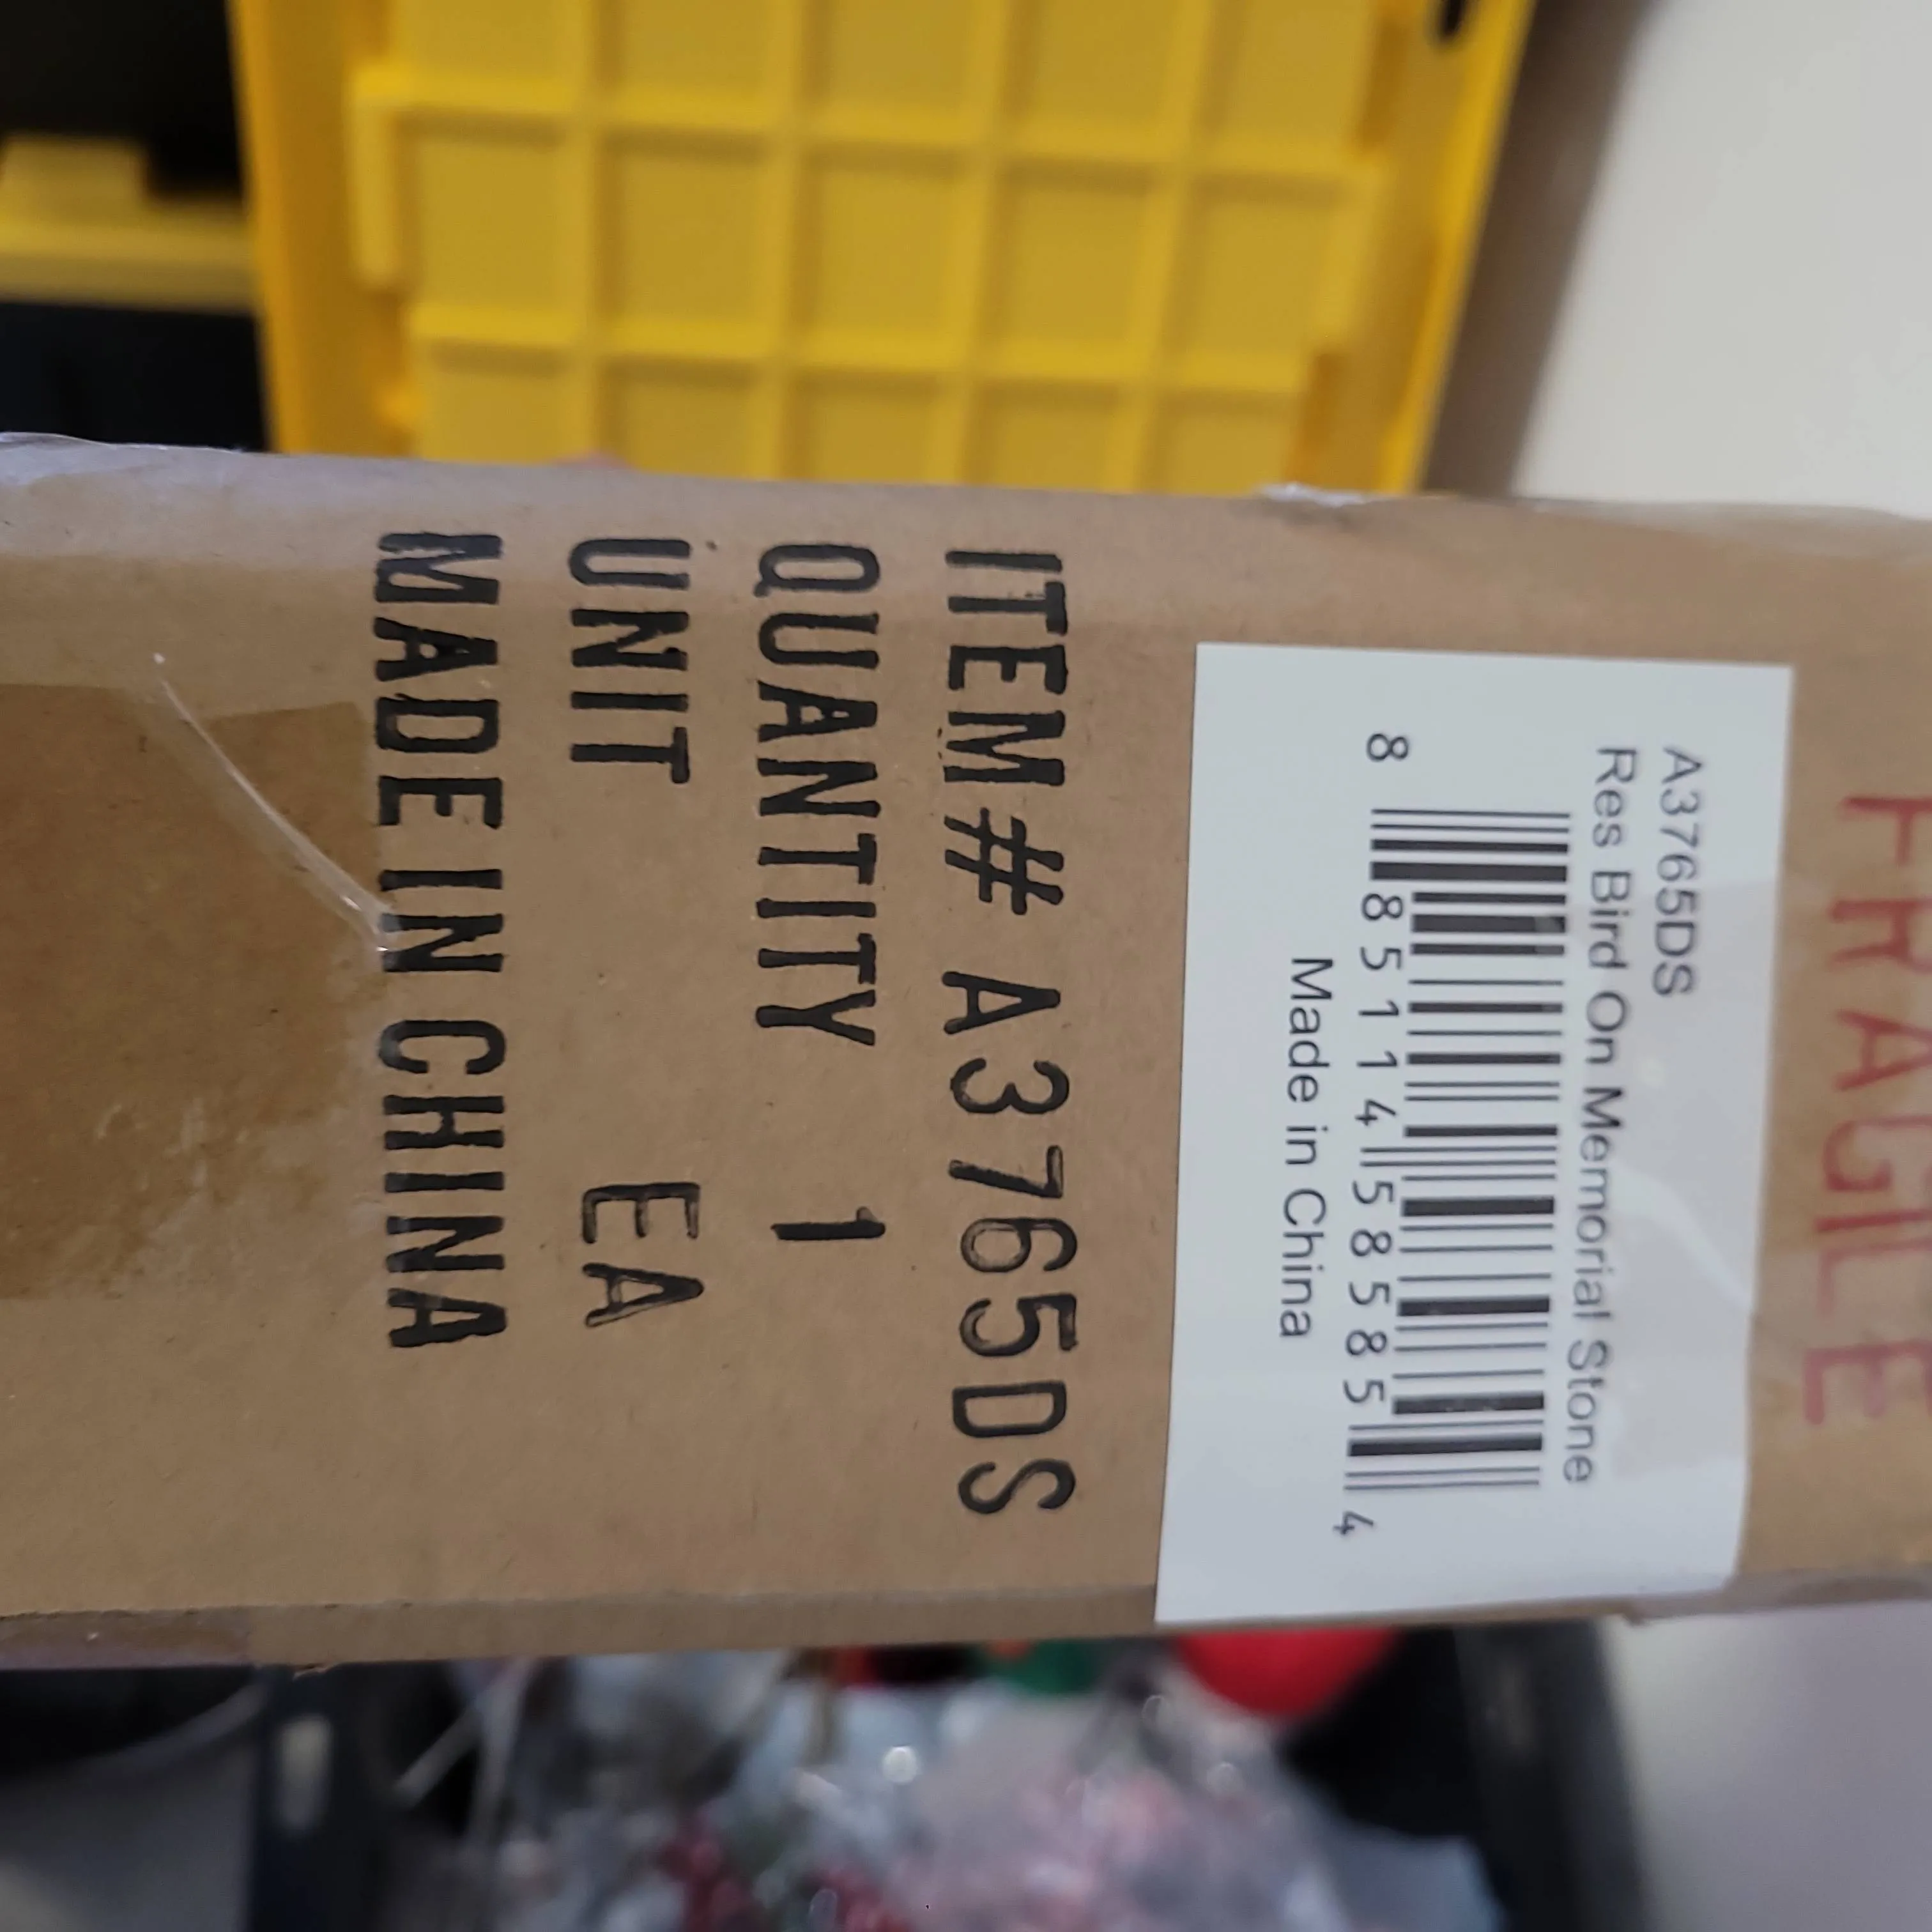 FRAGILE
A3765DS
Res Bird On Memorial Stone
8 85114 58585 4
Made in China
ITEM# A3765DS
QUANTITY 1
UNIT EA
MADE IN CHINA